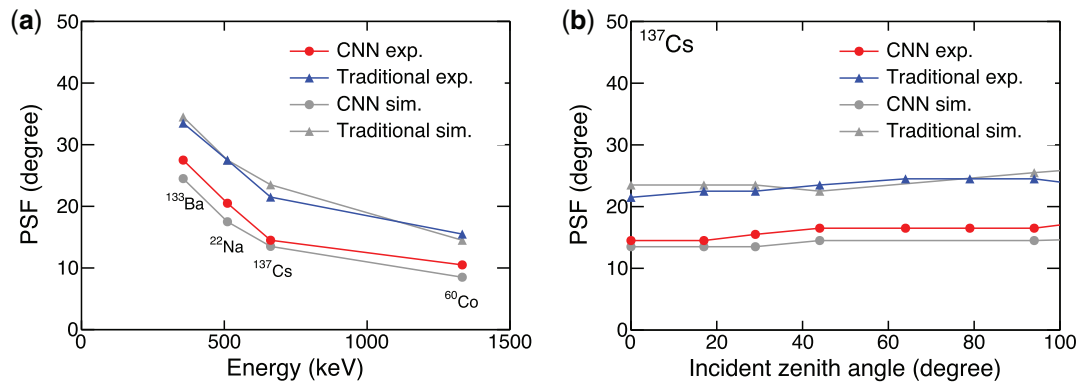 (a)
50
40
30
20
10
0
PSF (degree)
CNN exp.
Traditional exp.
CNN sim.
Traditional sim.
¹³³Ba
²²Na
¹³⁷Cs
⁶⁰Co
0 500 1000 1500
Energy (keV)
(b)
50
40
30
20
10
0
PSF (degree)
¹³⁷Cs
CNN exp.
Traditional exp.
CNN sim.
Traditional sim.
0 20 40 60 80 100
Incident zenith angle (degree)